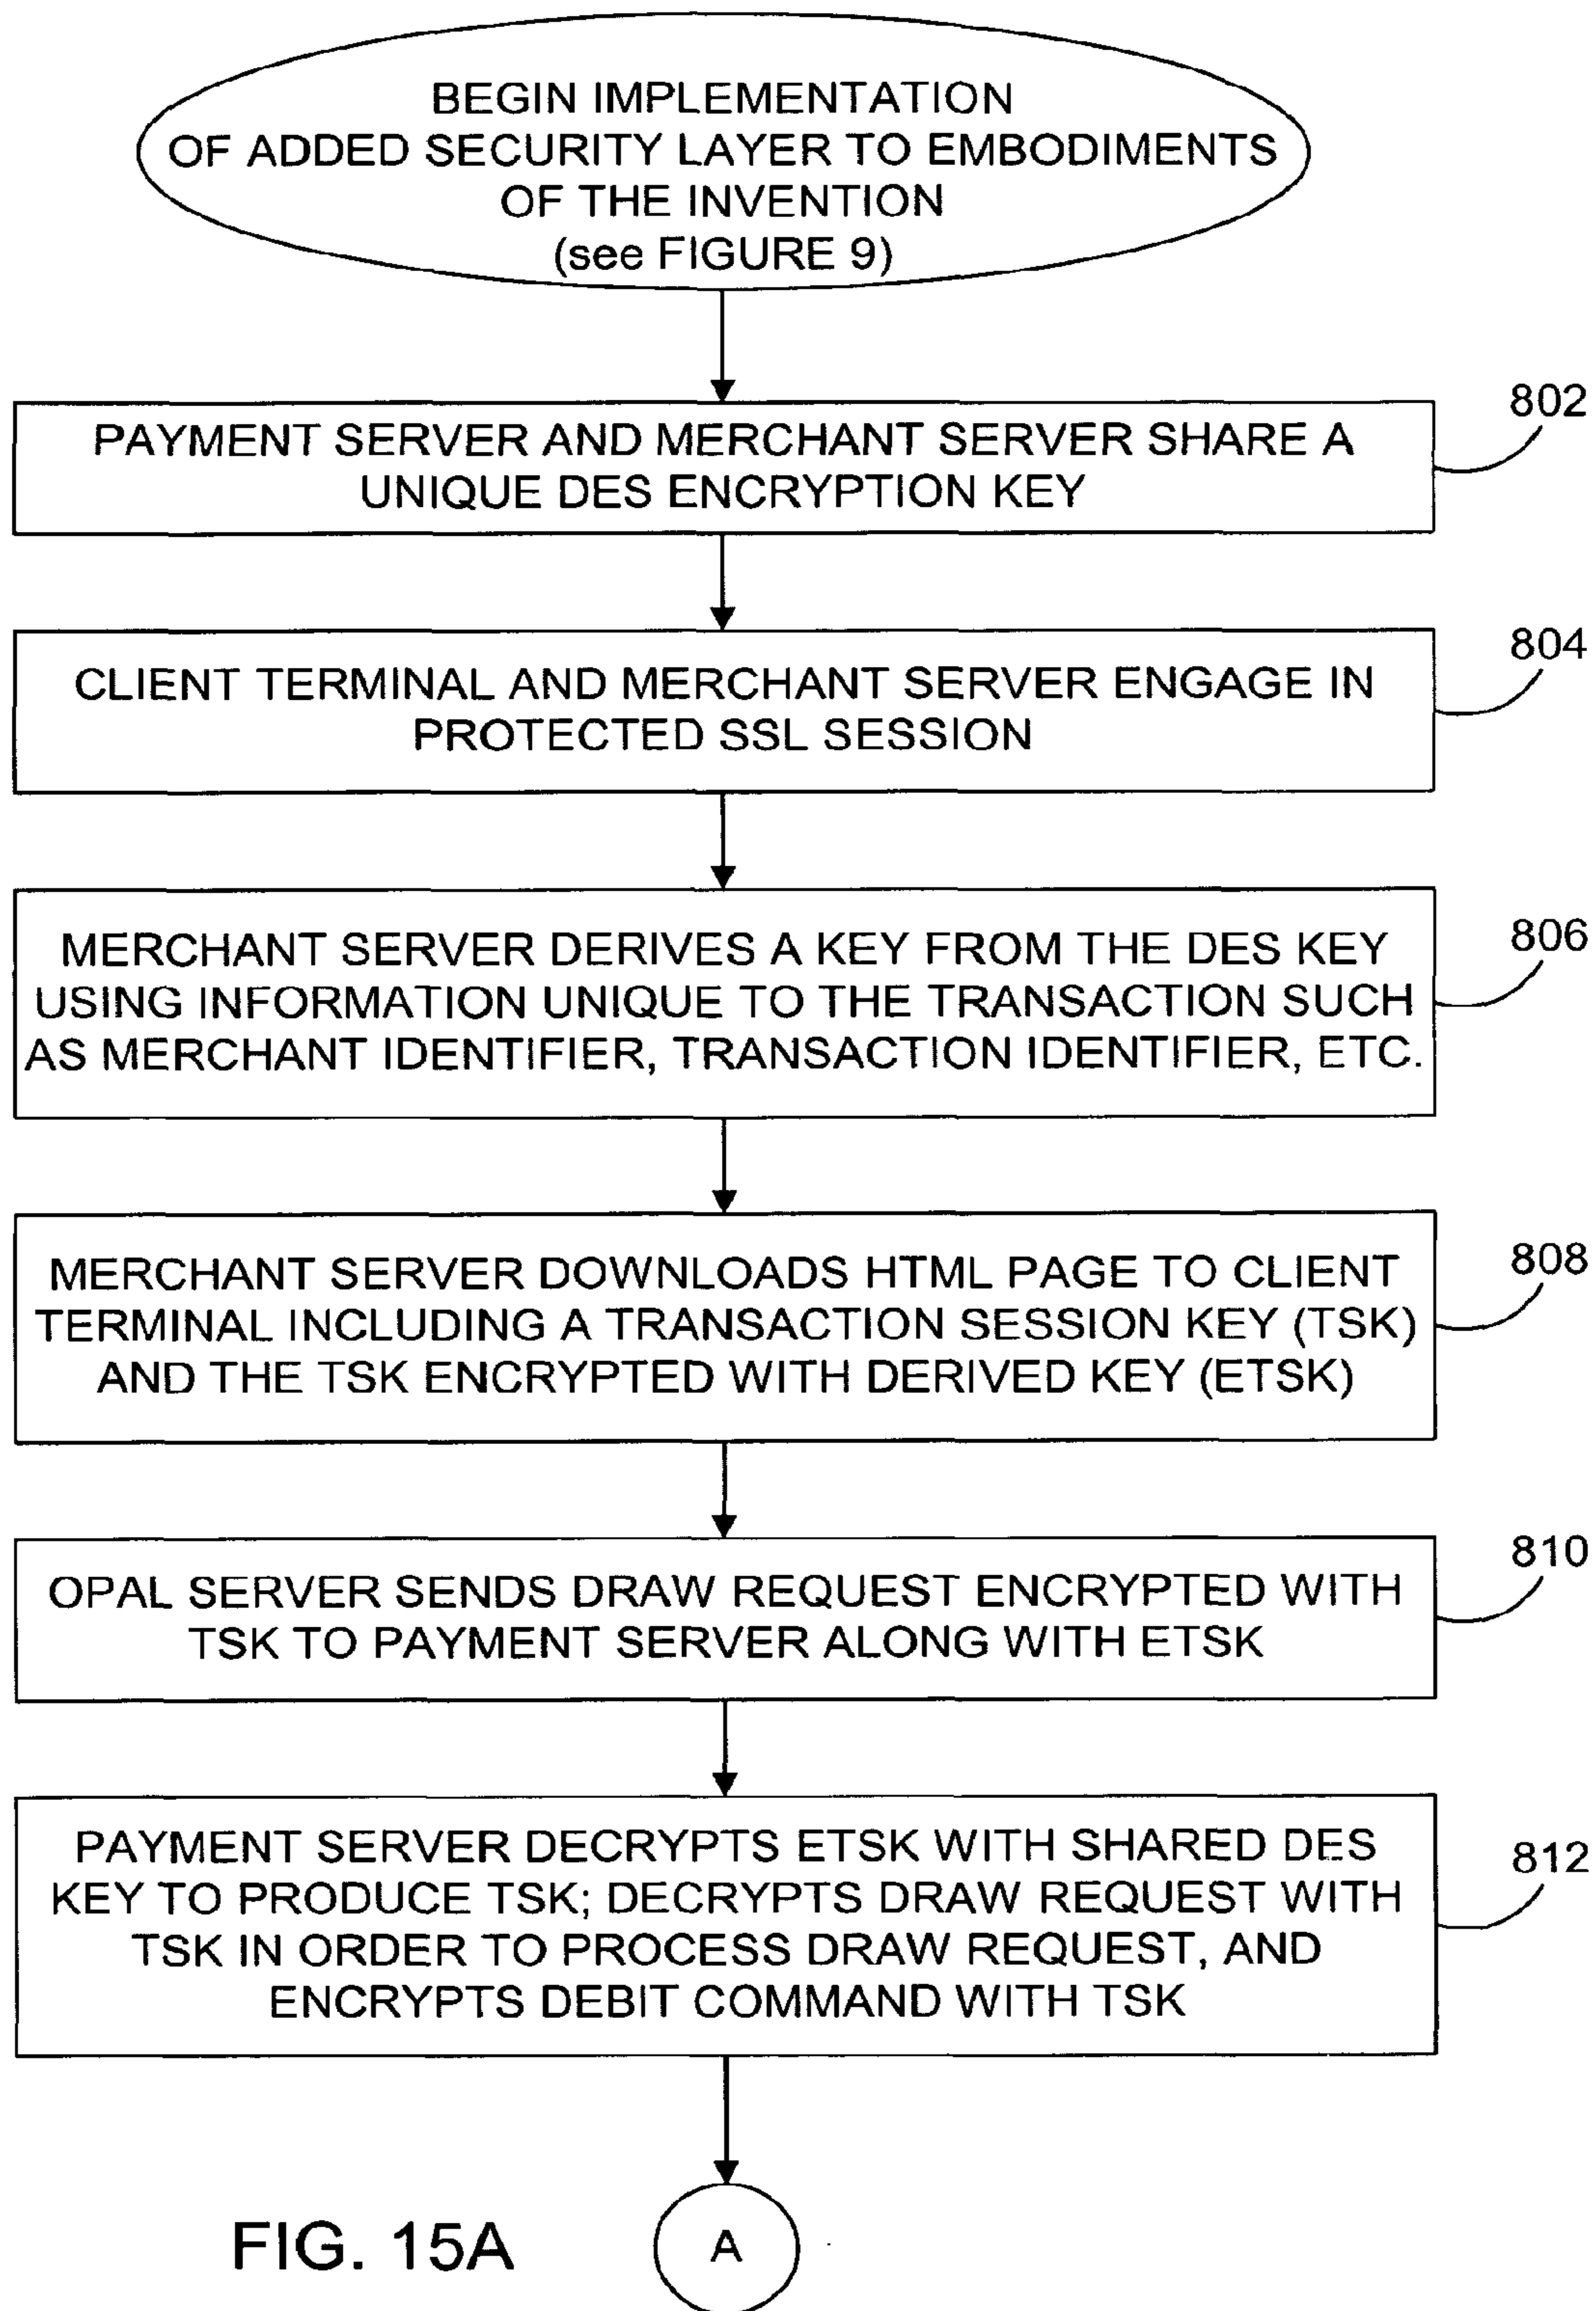 BEGIN IMPLEMENTATION
OF ADDED SECURITY LAYER TO EMBODIMENTS
OF THE INVENTION
(see FIGURE 9)
802
PAYMENT SERVER AND MERCHANT SERVER SHARE A
UNIQUE DES ENCRYPTION KEY
804
CLIENT TERMINAL AND MERCHANT SERVER ENGAGE IN
PROTECTED SSL SESSION
806
MERCHANT SERVER DERIVES A KEY FROM THE DES KEY
USING INFORMATION UNIQUE TO THE TRANSACTION SUCH
AS MERCHANT IDENTIFIER, TRANSACTION IDENTIFIER, ETC.
808
MERCHANT SERVER DOWNLOADS HTML PAGE TO CLIENT
TERMINAL INCLUDING A TRANSACTION SESSION KEY (TSK)
AND THE TSK ENCRYPTED WITH DERIVED KEY (ETSK)
810
OPAL SERVER SENDS DRAW REQUEST ENCRYPTED WITH
TSK TO PAYMENT SERVER ALONG WITH ETSK
812
PAYMENT SERVER DECRYPTS ETSK WITH SHARED DES
KEY TO PRODUCE TSK; DECRYPTS DRAW REQUEST WITH
TSK IN ORDER TO PROCESS DRAW REQUEST, AND
ENCRYPTS DEBIT COMMAND WITH TSK
FIG. 15A
A